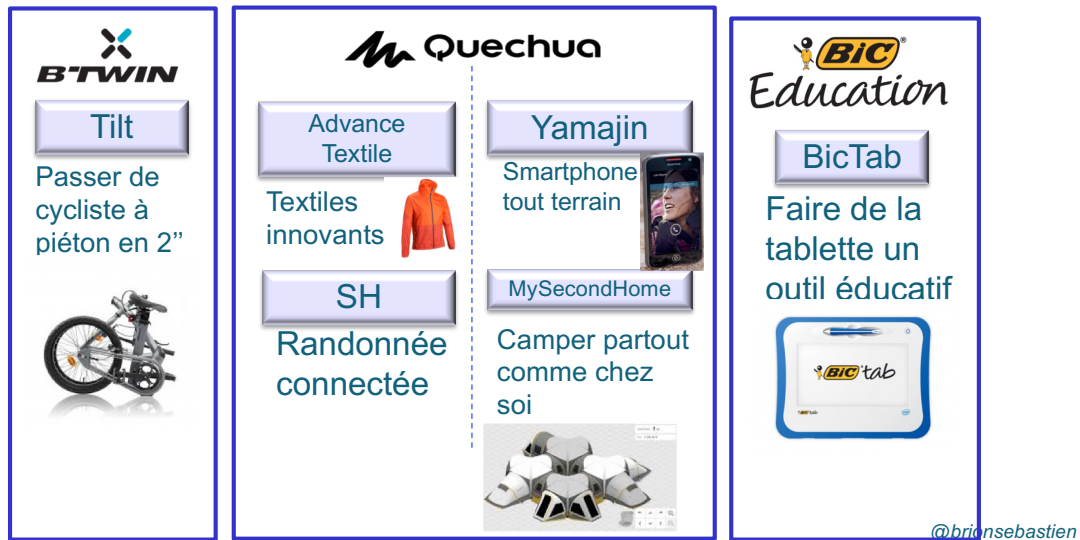 B'TWIN
Tilt
Passer de
cycliste à
piéton en 2’’
Quechua
Advance
Textile
Textiles
innovants
SH
Randonnée
connectée
Yamajin
Smartphone
tout terrain
MySecondHome
Camper partout
comme chez
soi
BiC
Education
BicTab
Faire de la
tablette un
outil éducatif
BiC tab
@brionsebastien